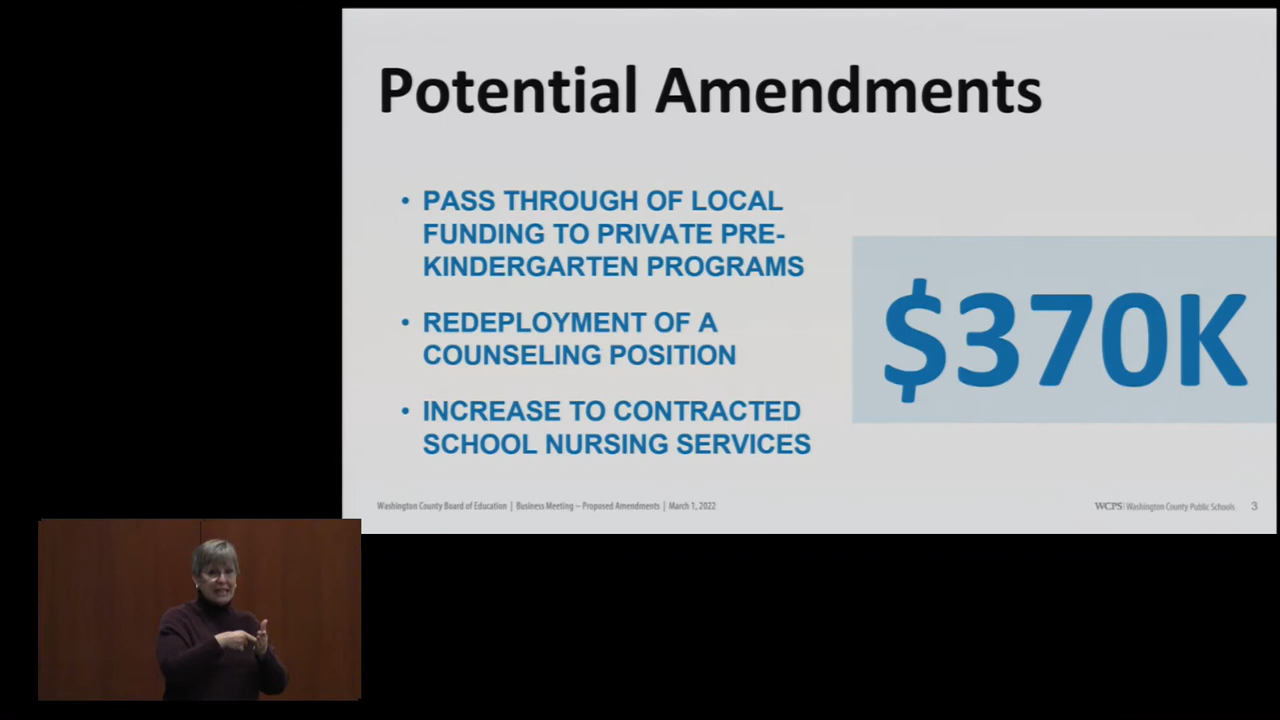 Potential Amendments
• PASS THROUGH OF LOCAL
FUNDING TO PRIVATE PRE-
KINDERGARTEN PROGRAMS
• REDEPLOYMENT OF A
COUNSELING POSITION
• INCREASE TO CONTRACTED
SCHOOL NURSING SERVICES
$370K
Washington County Board of Education | Business Meeting – Proposed Amendments | March 1, 2022
WCPS | Washington County Public Schools 3